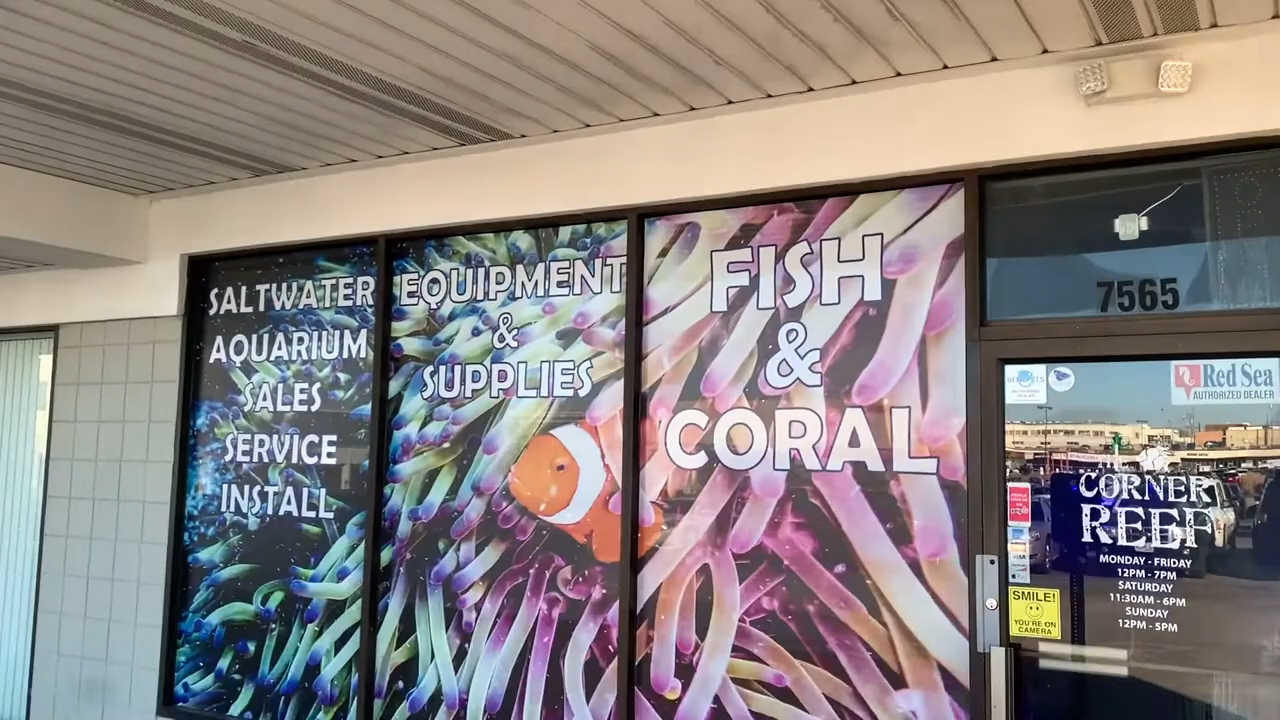 SALTWATER
AQUARIUM
SALES
SERVICE
INSTALL
EQUIPMENT
&
SUPPLIES
FISH
&
CORAL
7565
Red Sea
AUTHORIZED DEALER
CORNER
REEF
MONDAY - FRIDAY
12PM - 7PM
SATURDAY
11:30AM - 6PM
SUNDAY
12PM - 5PM
SMILE!
YOU'RE ON
CAMERA